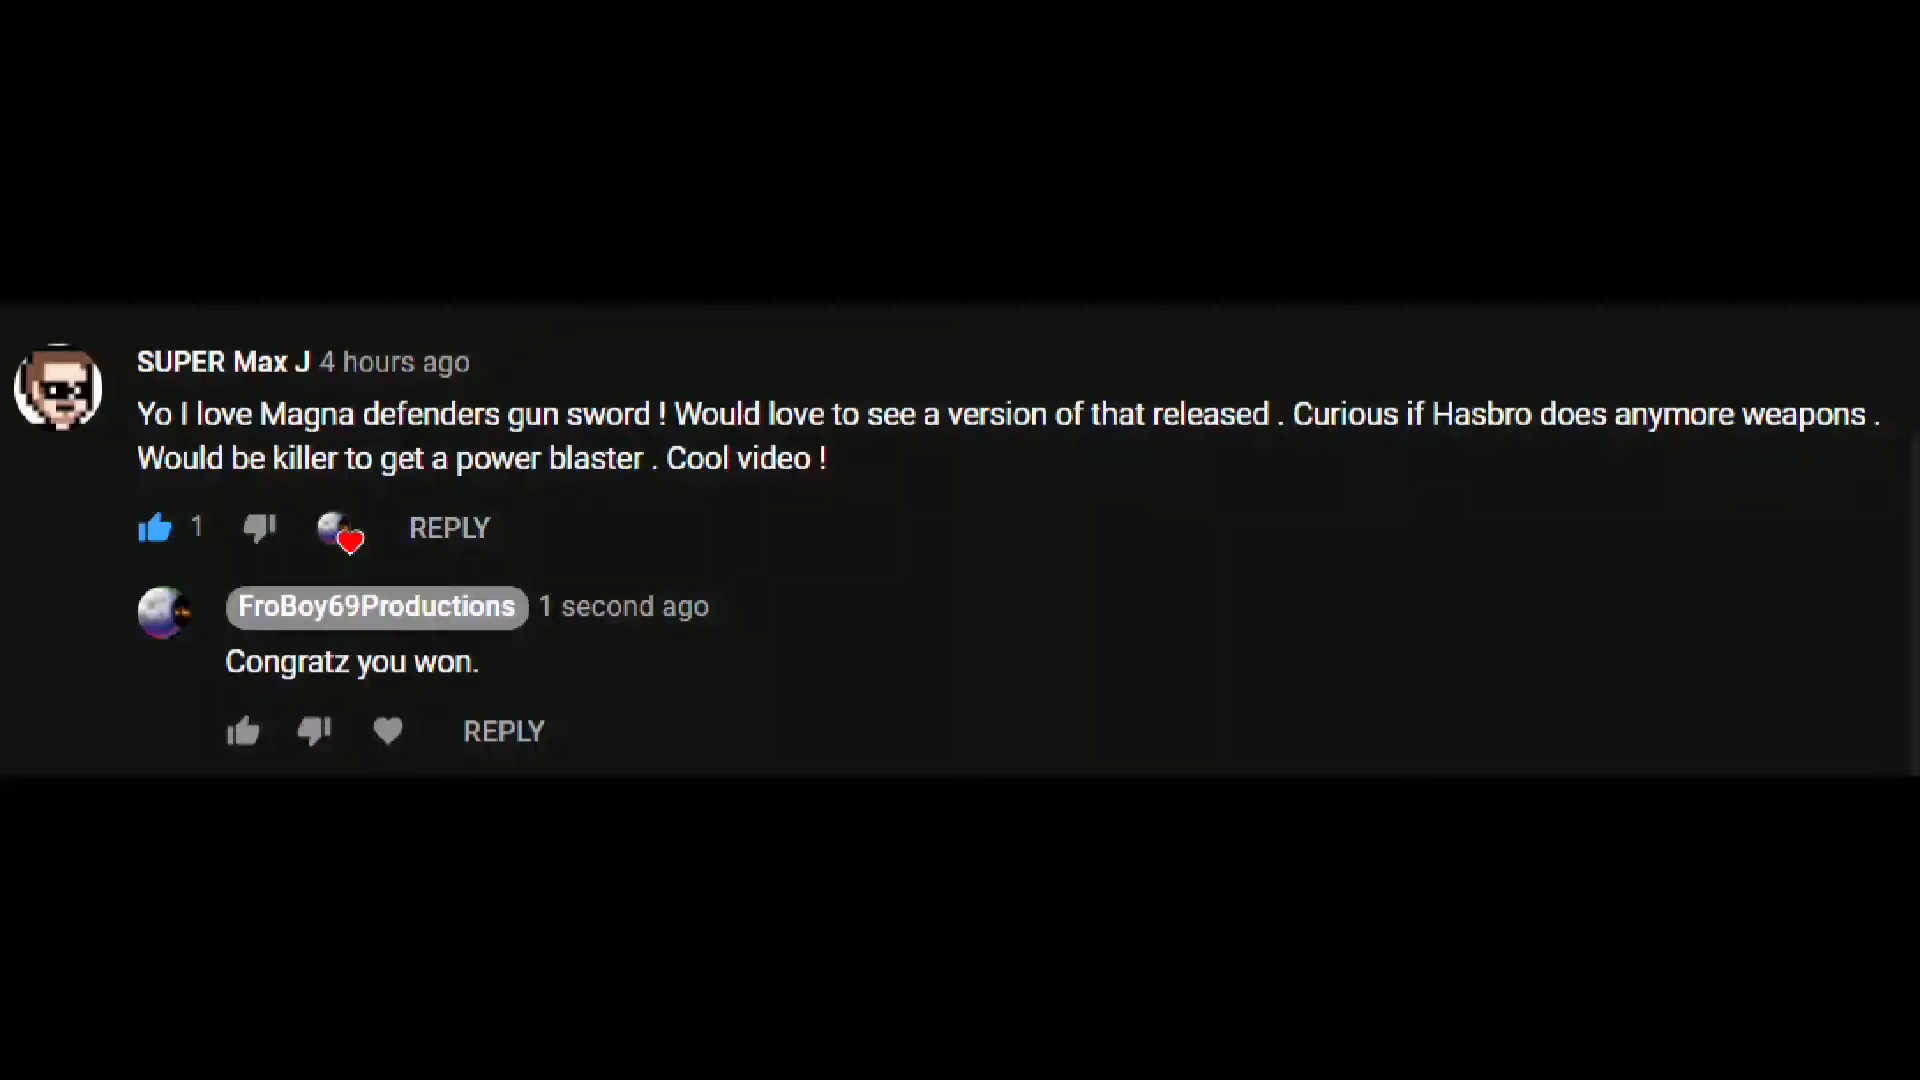 SUPER Max J 4 hours ago
Yo I love Magna defenders gun sword ! Would love to see a version of that released . Curious if Hasbro does anymore weapons .
Would be killer to get a power blaster . Cool video !
1 REPLY
FroBoy69Productions 1 second ago
Congratz you won.
REPLY